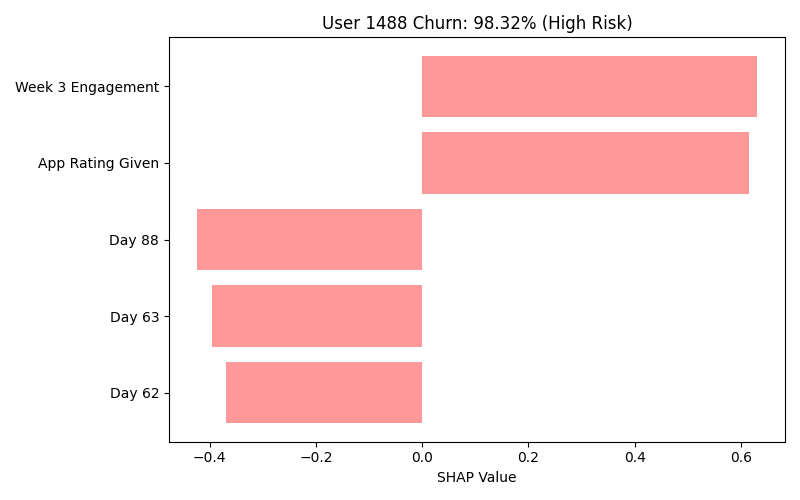 User 1488 Churn: 98.32% (High Risk)
Week 3 Engagement
App Rating Given
Day 88
Day 63
Day 62
−0.4 −0.2 0.0 0.2 0.4 0.6
SHAP Value